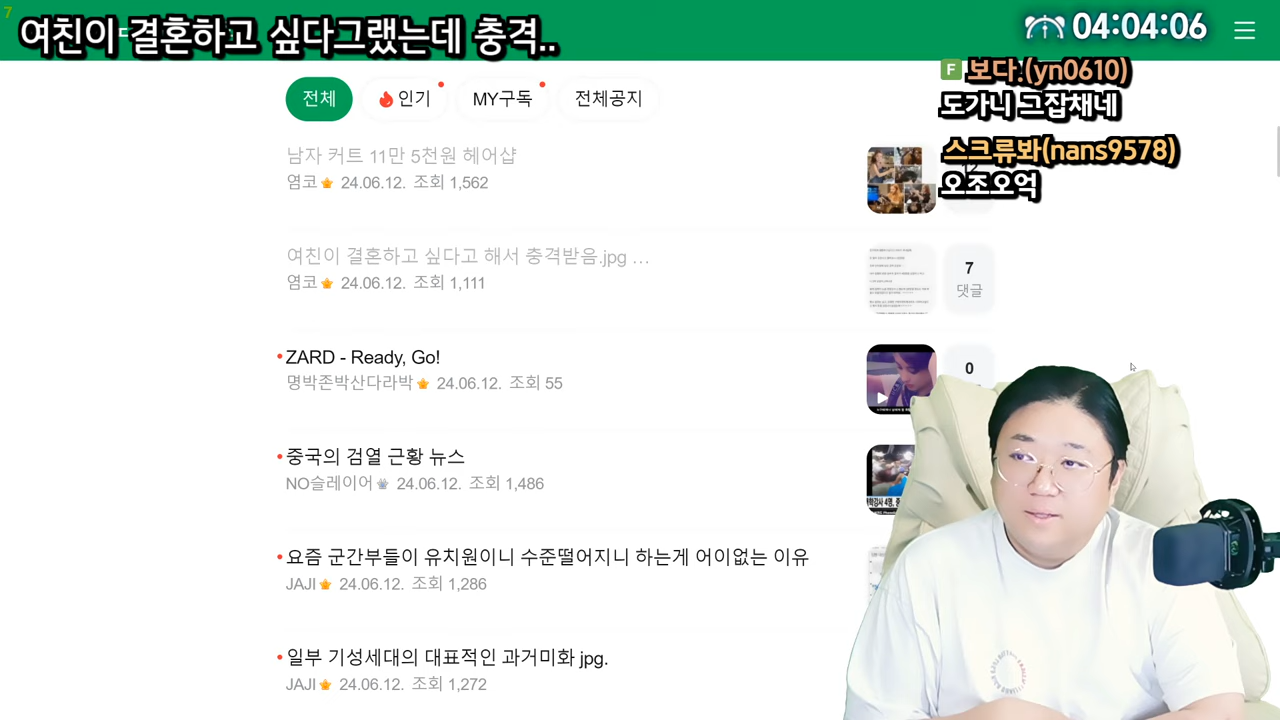 7
여친이 결혼하고 싶다그랬는데 충격..
04:04:06
전체
인기
MY구독
전체공지
보다.(yn0610)
도가니 그잡채네
스크류봐(nans9578)
오조오억
남자 커트 11만 5천원 헤어샵
염코 24.06.12. 조회 1,562
12
여친이 결혼하고 싶다고 해서 충격받음.jpg …
염코 24.06.12. 조회 1,111
7
댓글
ZARD - Ready, Go!
명박존박산다라박 24.06.12. 조회 55
0
중국의 검열 근황 뉴스
NO슬레이어 24.06.12. 조회 1,486
요즘 군간부들이 유치원이니 수준떨어지니 하는게 어이없는 이유
JAJI 24.06.12. 조회 1,286
일부 기성세대의 대표적인 과거미화 jpg.
JAJI 24.06.12. 조회 1,272